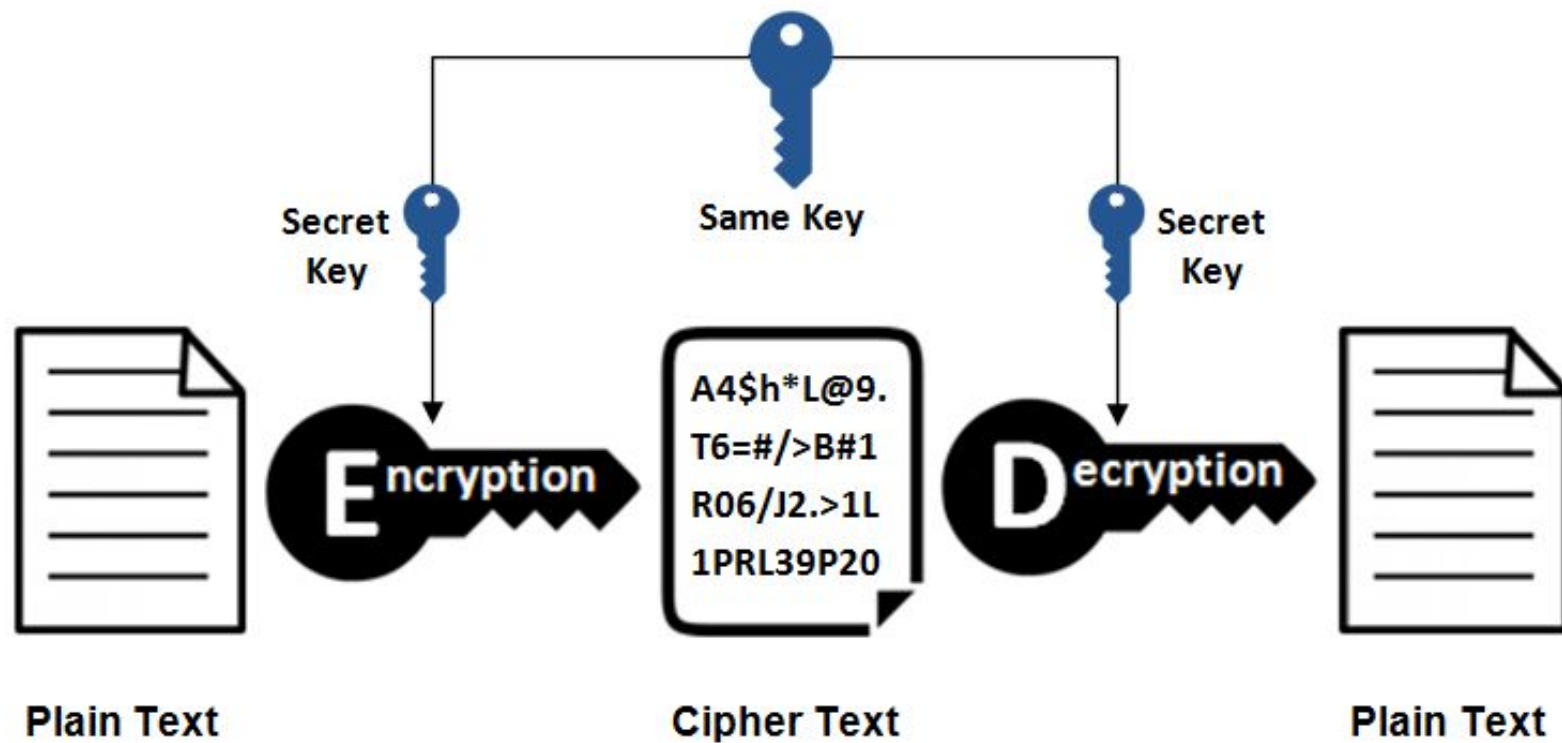 Same Key
Secret
Key
Secret
Key
Encryption
A4$h*L@9.
T6=#/>B#1
R06/J2.>1L
1PRL39P20
Decryption
Plain Text
Cipher Text
Plain Text